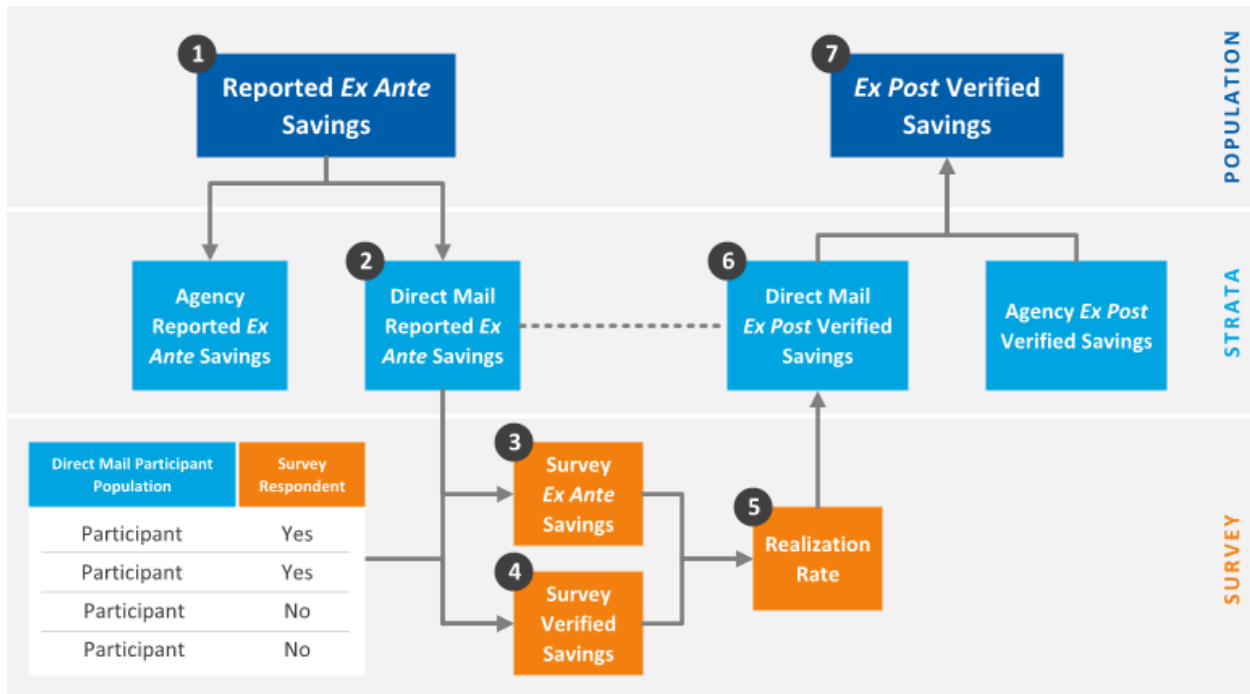 1
Reported Ex Ante
Savings
7
Ex Post Verified
Savings
POPULATION
Agency
Reported Ex
Ante Savings
2
Direct Mail
Reported Ex
Ante Savings
6
Direct Mail
Ex Post Verified
Savings
Agency Ex Post
Verified Savings
STRATA
Direct Mail Participant
Population
Survey
Respondent
Participant Yes
Participant Yes
Participant No
Participant No
3
Survey
Ex Ante
Savings
4
Survey
Verified
Savings
5
Realization
Rate
SURVEY